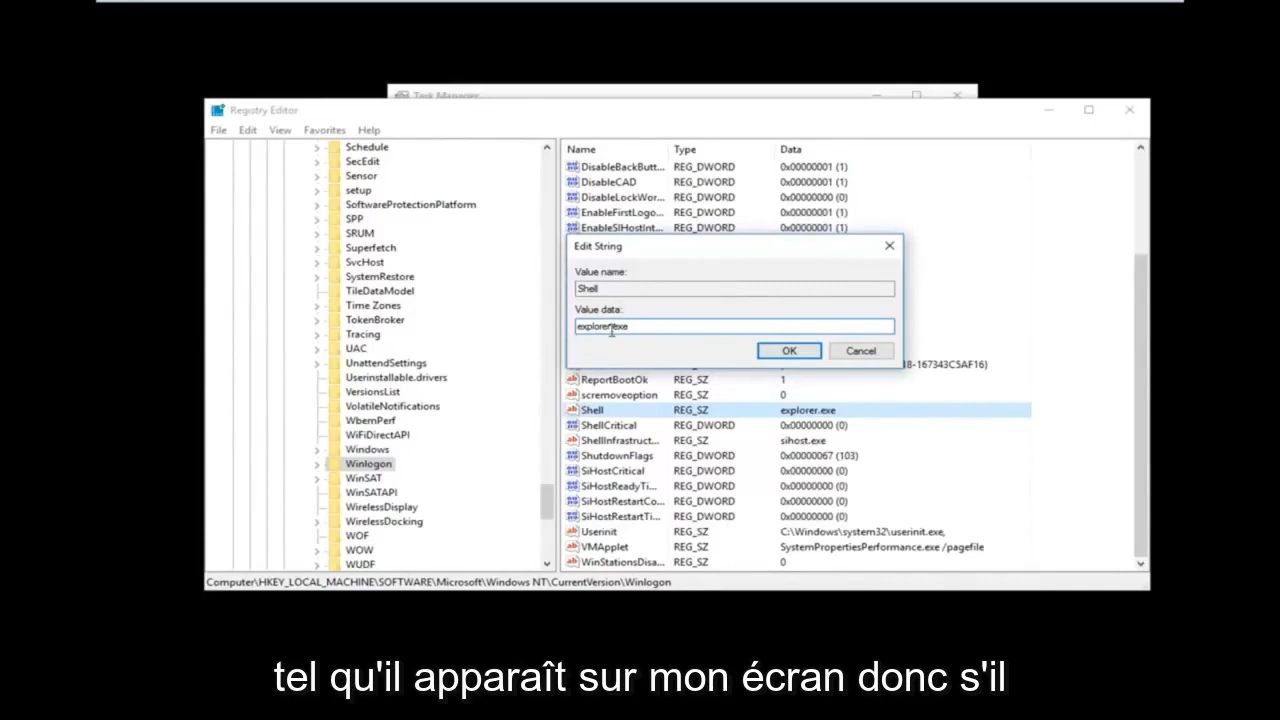 Task Manager
Registry Editor
File Edit View Favorites Help
Schedule
SecEdit
Sensor
setup
SoftwareProtectionPlatform
SPP
SRUM
Superfetch
SvcHost
SystemRestore
TileDataModel
Time Zones
TokenBroker
Tracing
UAC
UnattendSettings
Userinstallable.drivers
VersionsList
VolatileNotifications
WbemPerf
WiFiDirectAPI
Windows
Winlogon
WinSAT
WinSATAPI
WirelessDisplay
WirelessDocking
WOF
WOW
WUDF
Name Type Data
DisableBackButt... REG_DWORD 0x00000001 (1)
DisableCAD REG_DWORD 0x00000001 (1)
DisableLockWor... REG_DWORD 0x00000000 (0)
EnableFirstLogo... REG_DWORD 0x00000001 (1)
EnableSIHostInt... REG_DWORD 0x00000001 (1)
Edit String
Value name:
Shell
Value data:
explorer.exe
OK Cancel
18-167343C5AF16)
ReportBootOk REG_SZ 1
scremoveoption REG_SZ 0
Shell REG_SZ explorer.exe
ShellCritical REG_DWORD 0x00000000 (0)
ShellInfrastruct... REG_SZ sihost.exe
ShutdownFlags REG_DWORD 0x00000067 (103)
SiHostCritical REG_DWORD 0x00000000 (0)
SiHostReadyTi... REG_DWORD 0x00000000 (0)
SiHostRestartCo... REG_DWORD 0x00000000 (0)
SiHostRestartTi... REG_DWORD 0x00000000 (0)
Userinit REG_SZ C:\Windows\system32\userinit.exe,
VMApplet REG_SZ SystemPropertiesPerformance.exe /pagefile
WinStationsDisa... REG_SZ 0
Computer\HKEY_LOCAL_MACHINE\SOFTWARE\Microsoft\Windows NT\CurrentVersion\Winlogon
tel qu'il apparaît sur mon écran donc s'il